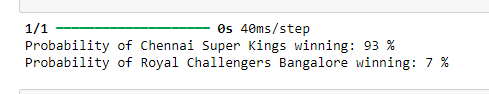 1/1 ━━━━━━━━━━━━━━━━━━━━ 0s 40ms/step
Probability of Chennai Super Kings winning: 93 %
Probability of Royal Challengers Bangalore winning: 7 %